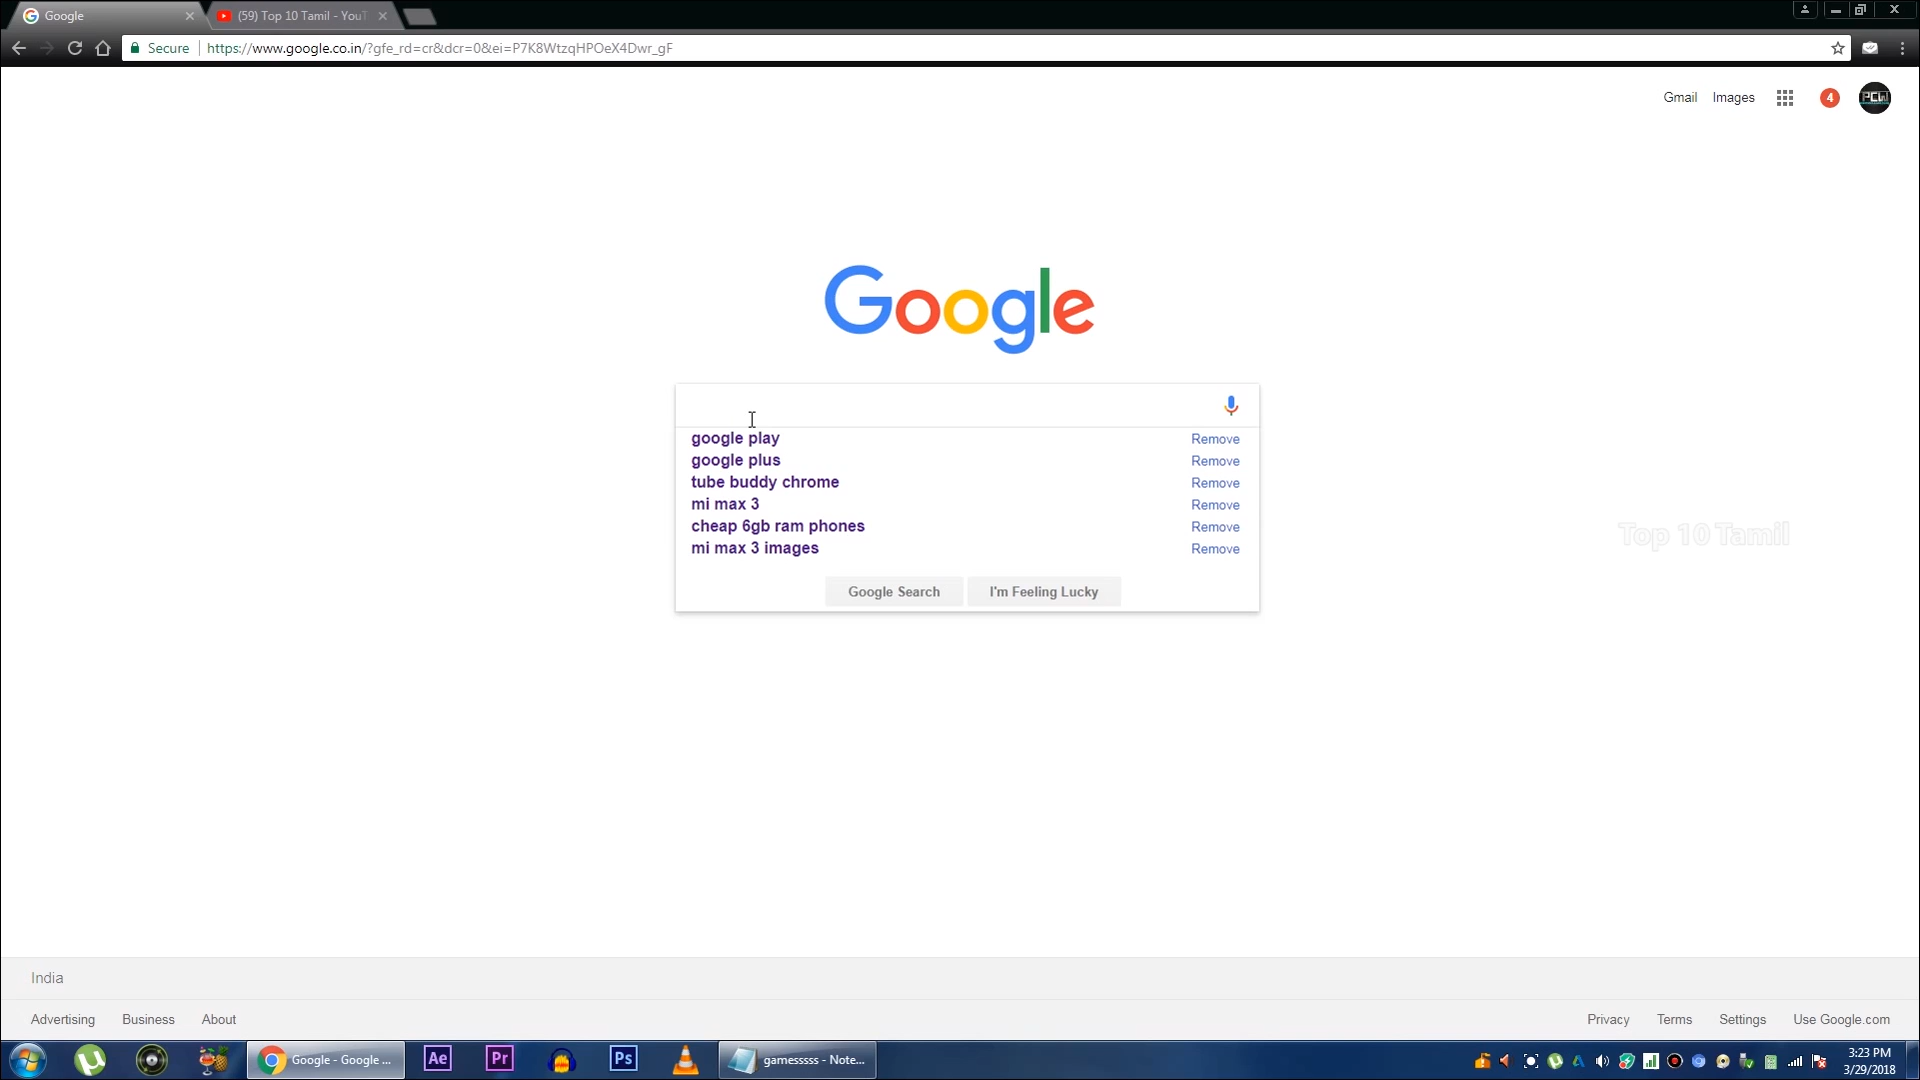 Google
(59) Top 10 Tamil - YouT
Secure
https://www.google.co.in/?gfe_rd=cr&dcr=0&ei=P7K8WtzqHPOeX4Dwr_gF
Gmail
Images
4
PCW
Google
google play
Remove
google plus
Remove
tube buddy chrome
Remove
mi max 3
Remove
cheap 6gb ram phones
Remove
mi max 3 images
Remove
Top 10 Tamil
Google Search
I'm Feeling Lucky
India
Advertising
Business
About
Privacy
Terms
Settings
Use Google.com
Google - Google ...
Ae
Pr
Ps
gamesssss - Note...
3:23 PM
3/29/2018